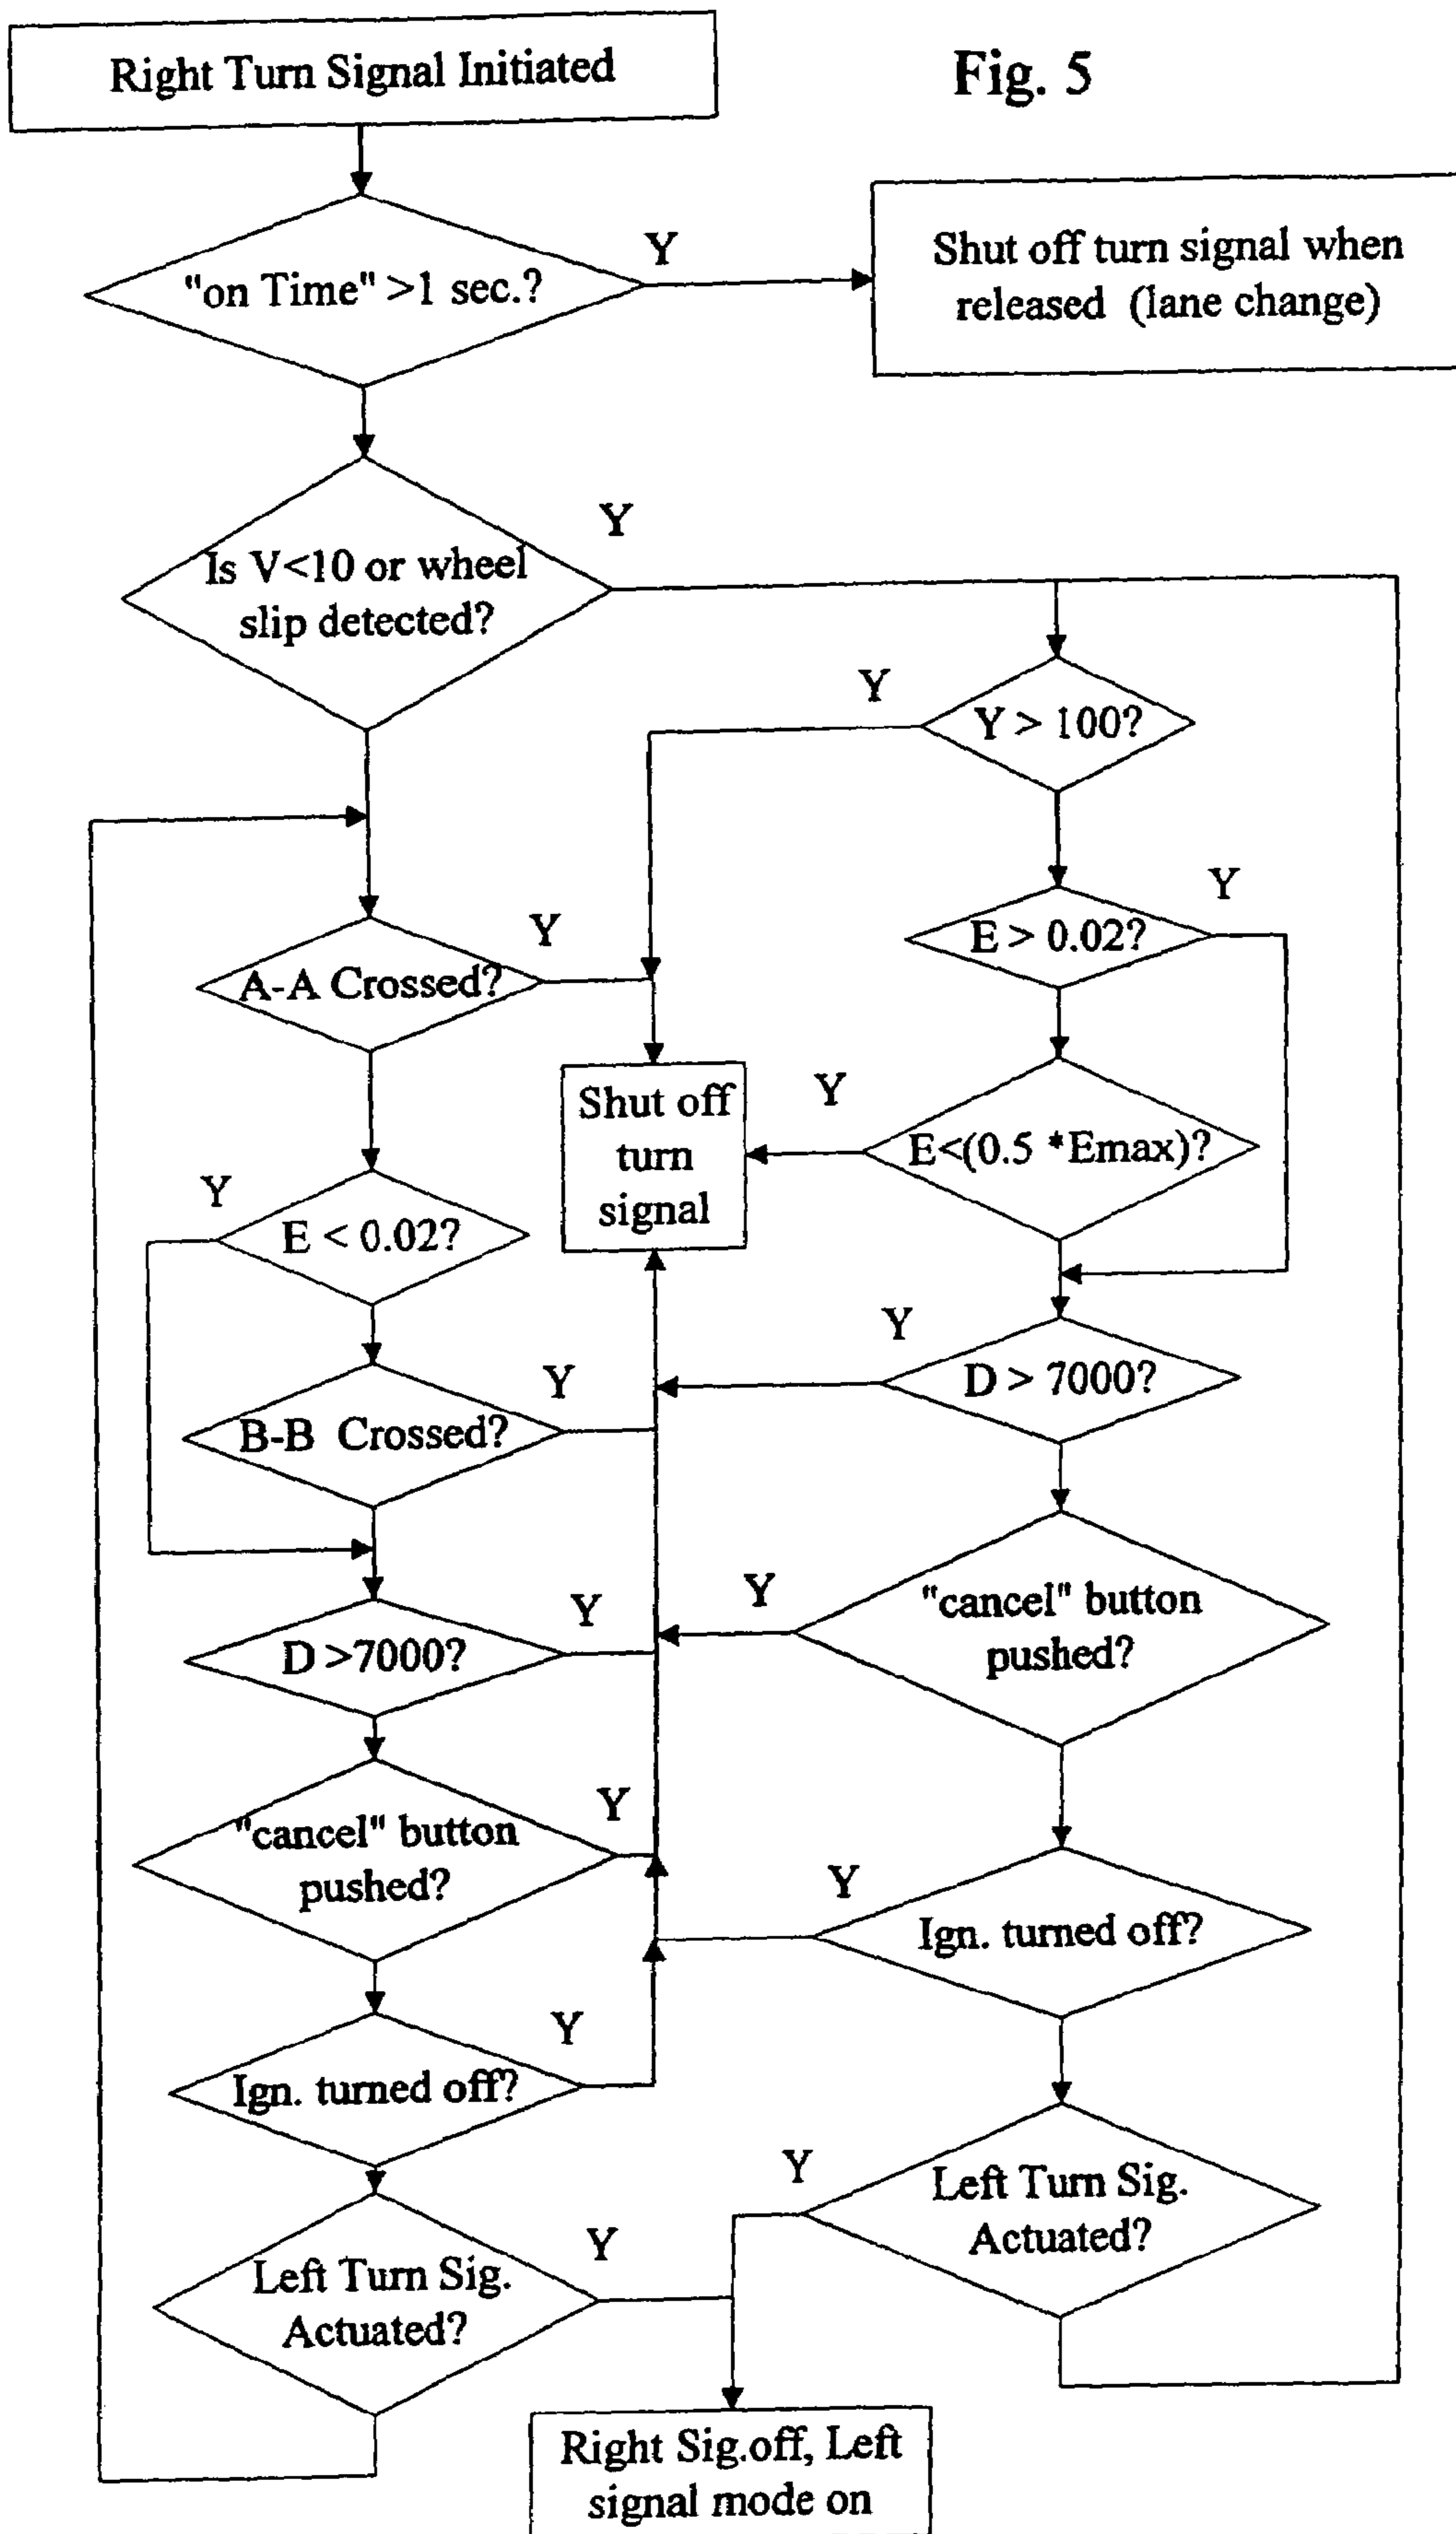 Right Turn Signal Initiated
Fig. 5
"on Time" >1 sec.?
Y
Shut off turn signal when
released (lane change)
Is V<10 or wheel
slip detected?
Y
Y
Y > 100?
Y
E > 0.02?
Y
A-A Crossed?
Shut off
turn
signal
Y
E<(0.5 *Emax)?
Y
E < 0.02?
Y
D > 7000?
Y
B-B Crossed?
Y
D >7000?
Y
"cancel" button
pushed?
Y
"cancel" button
pushed?
Y
Ign. turned off?
Y
Ign. turned off?
Y
Left Turn Sig.
Actuated?
Y
Left Turn Sig.
Actuated?
Right Sig.off, Left
signal mode on